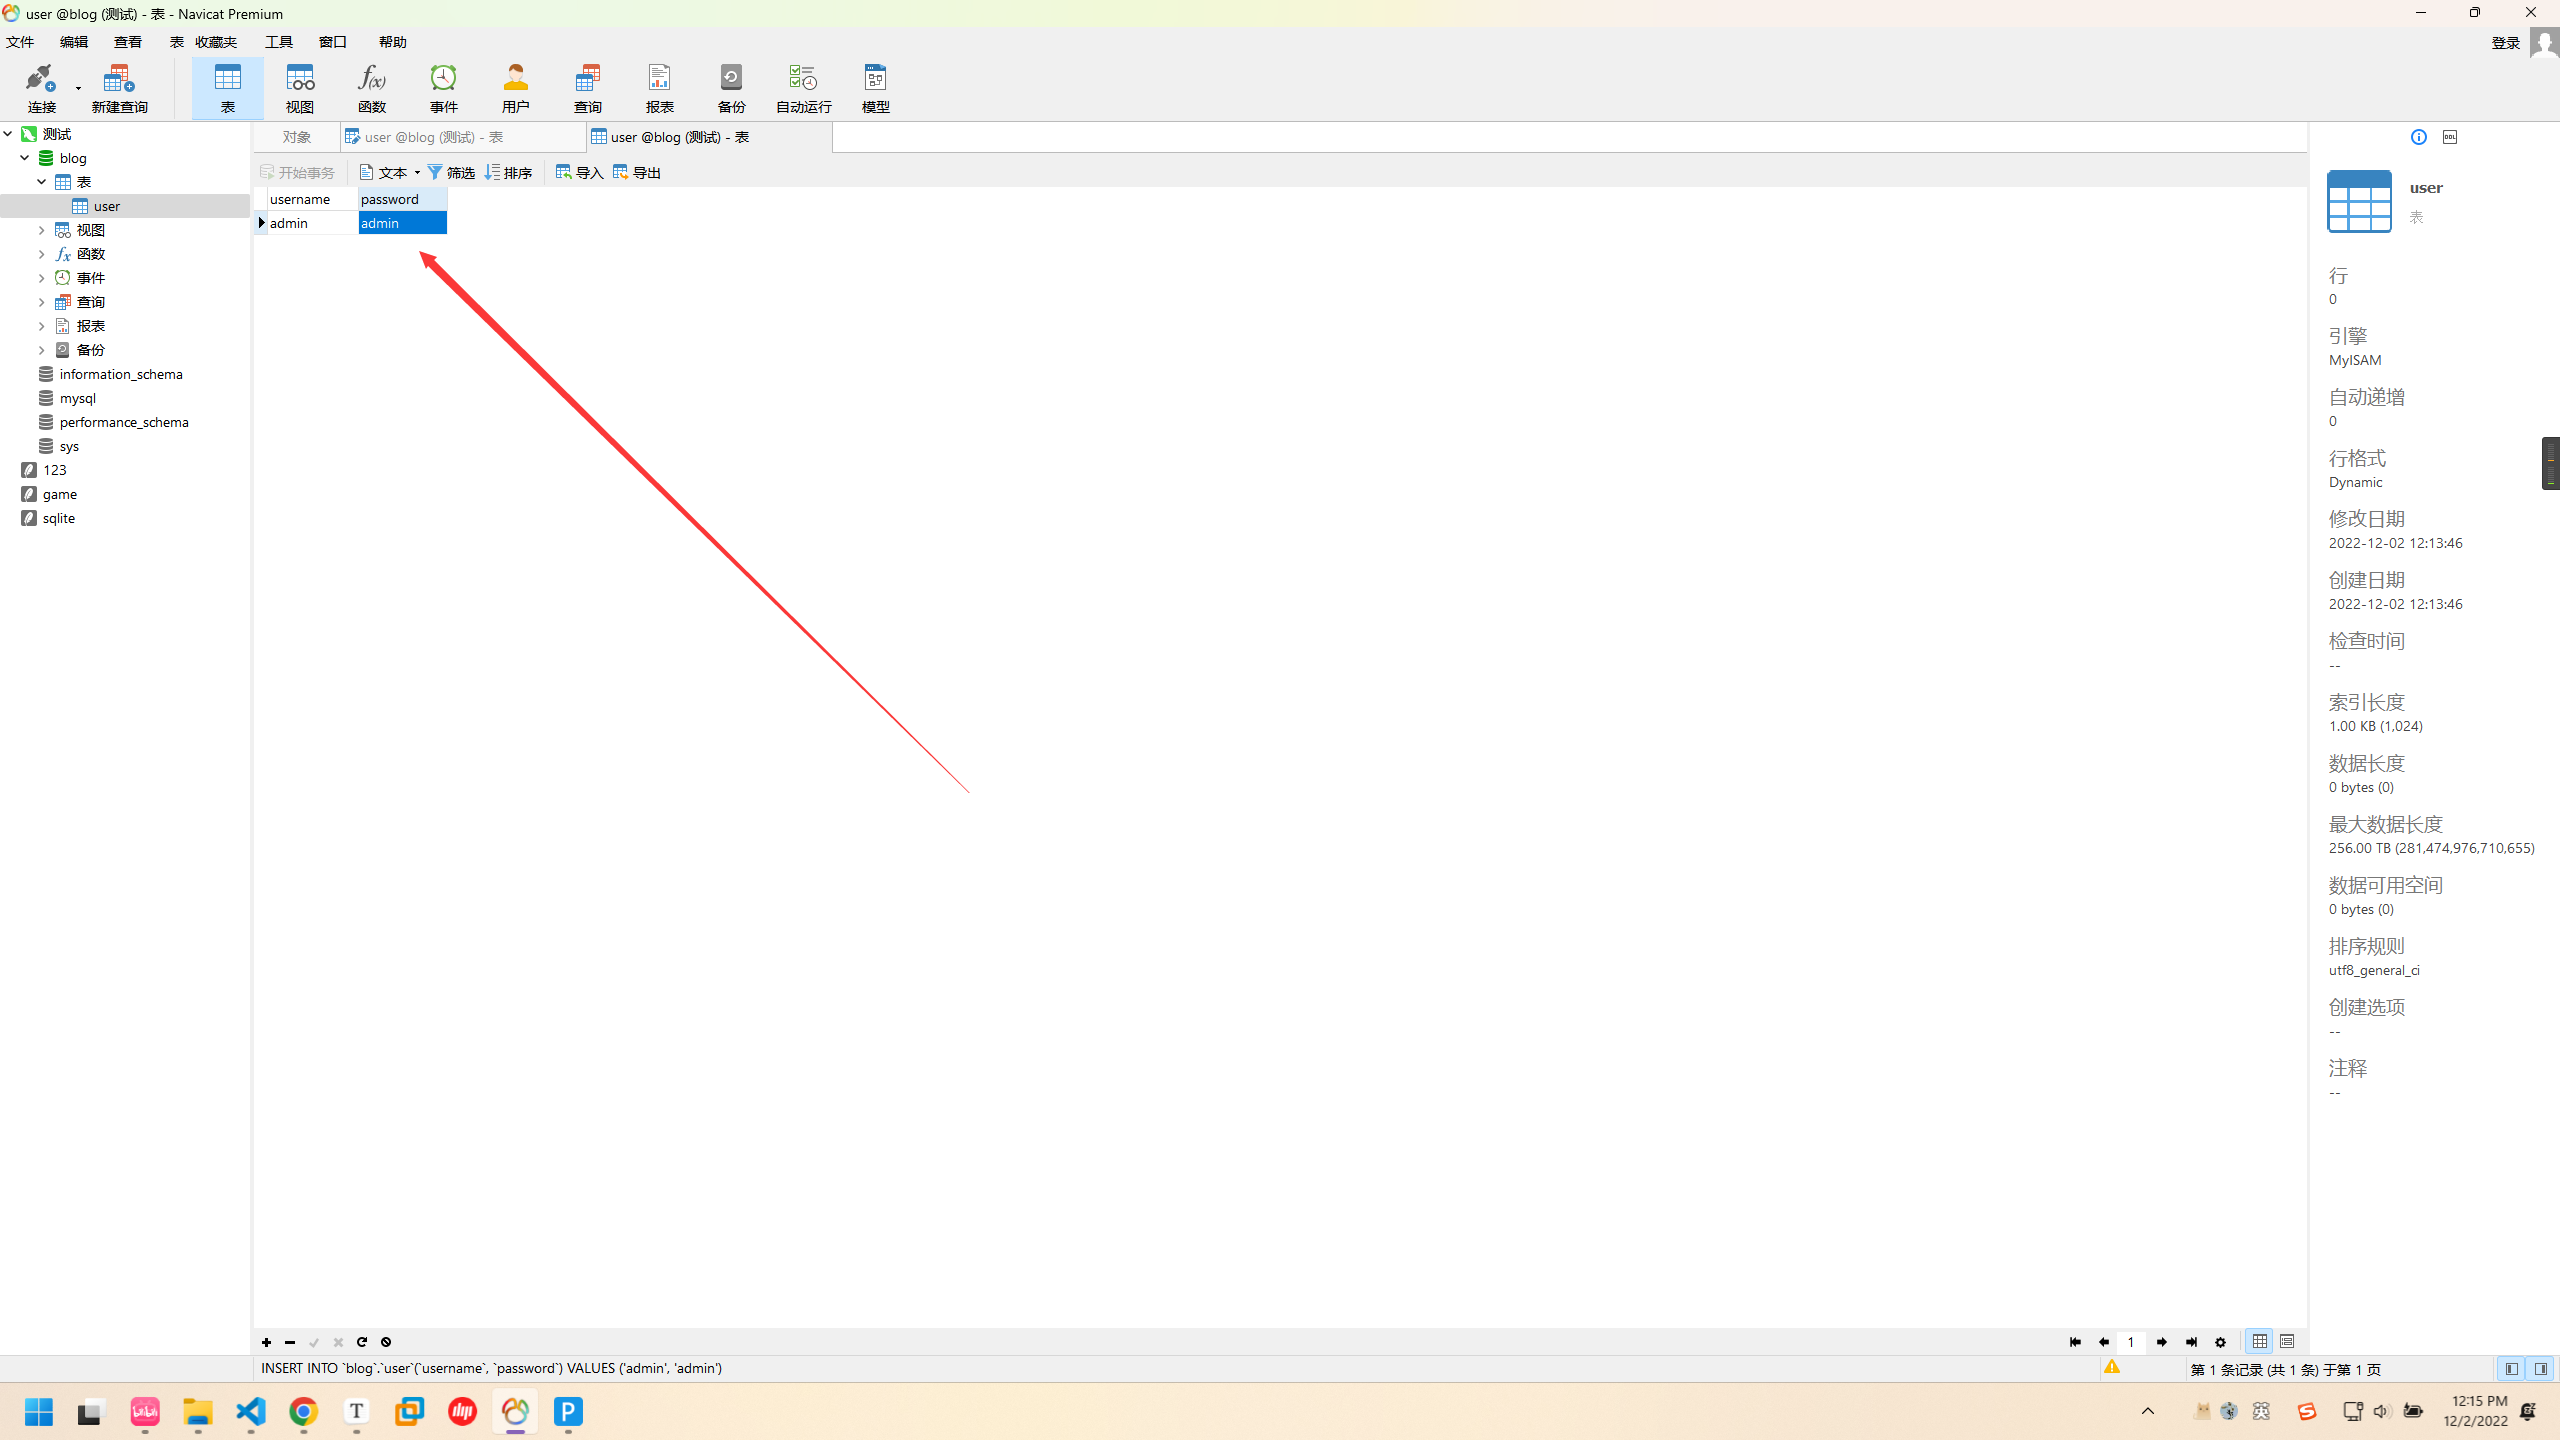 user @blog (测试) - 表 - Navicat Premium
文件 编辑 查看 表 收藏夹 工具 窗口 帮助 登录
连接 新建查询 表 视图 函数 事件 用户 查询 报表 备份 自动运行 模型
测试
blog
表
user
视图
函数
事件
查询
报表
备份
information_schema
mysql
performance_schema
sys
123
game
sqlite
对象 user @blog (测试) - 表 user @blog (测试) - 表
开始事务 文本 筛选 排序 导入 导出
username password
admin admin
user
表
行
0
引擎
MyISAM
自动递增
0
行格式
Dynamic
修改日期
2022-12-02 12:13:46
创建日期
2022-12-02 12:13:46
检查时间
--
索引长度
1.00 KB (1,024)
数据长度
0 bytes (0)
最大数据长度
256.00 TB (281,474,976,710,655)
数据可用空间
0 bytes (0)
排序规则
utf8_general_ci
创建选项
--
注释
--
1
INSERT INTO `blog`.`user`(`username`, `password`) VALUES ('admin', 'admin')
第 1 条记录 (共 1 条) 于第 1 页
英
12:15 PM
12/2/2022